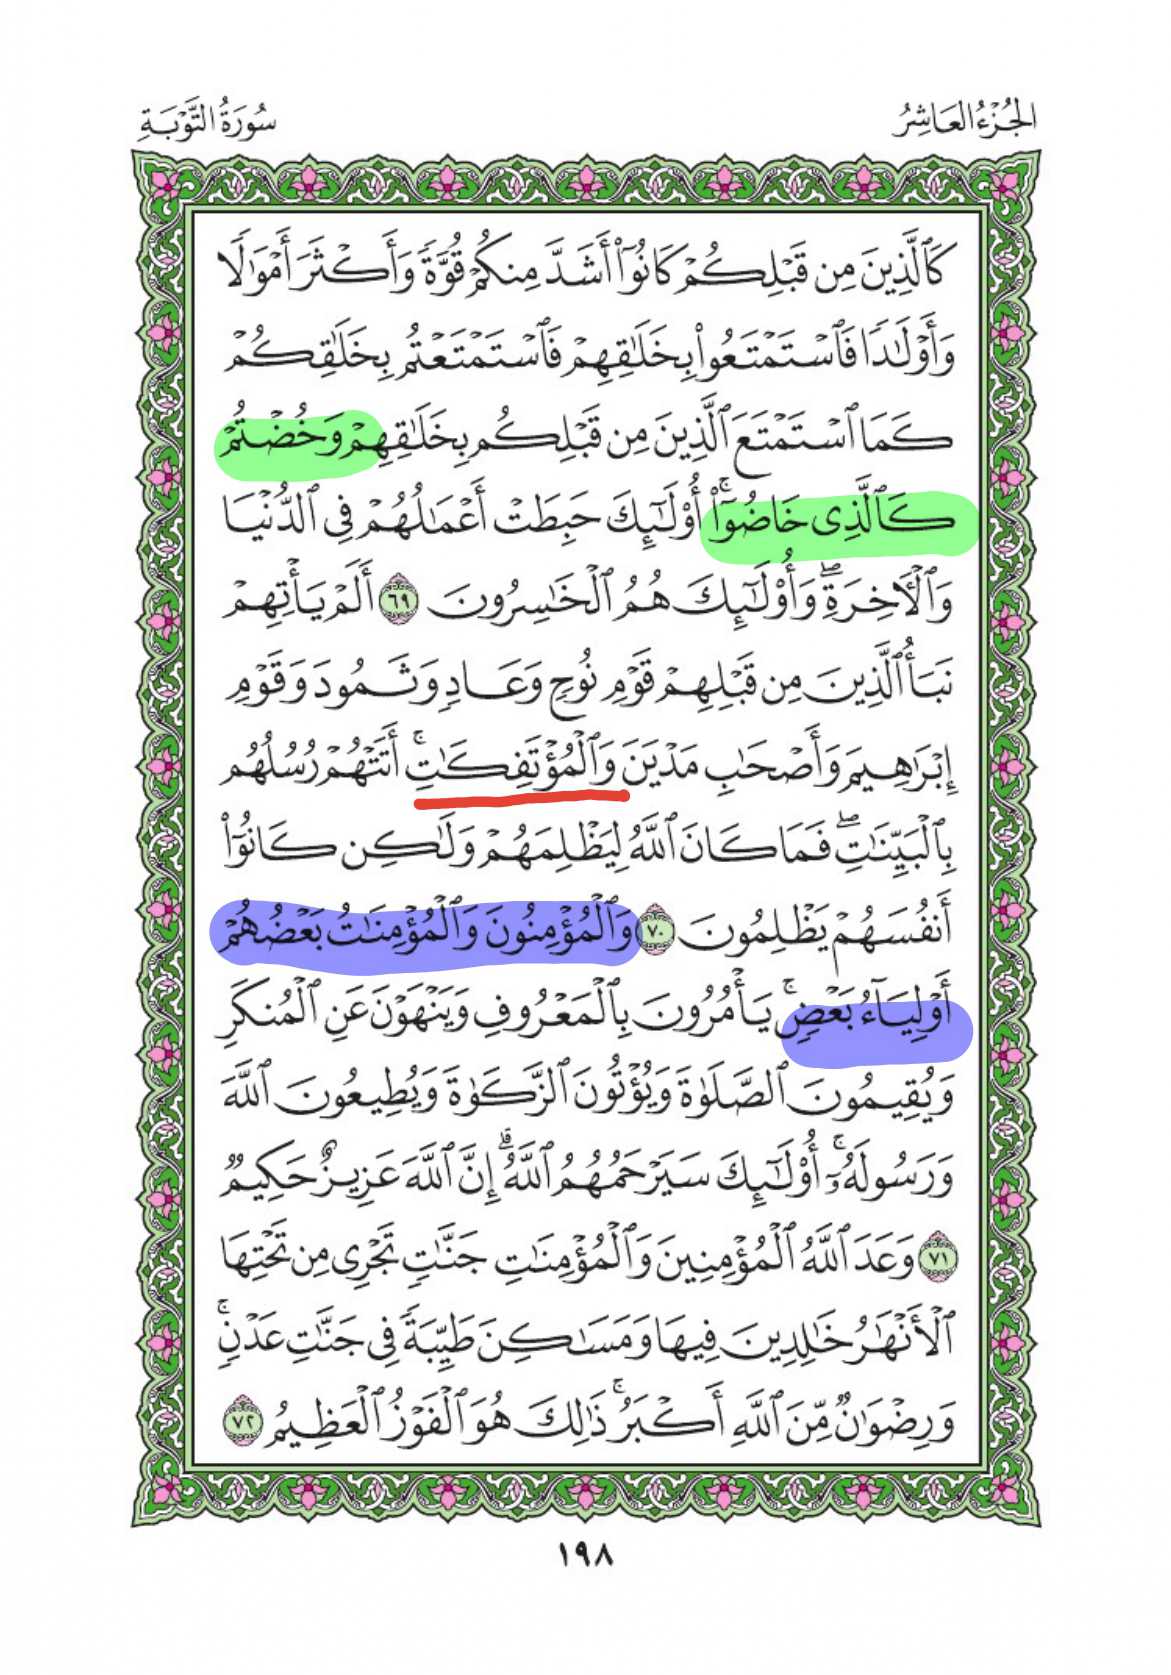 الجُزْءُ العَاشِرُ
سُورَةُ التَّوْبَةِ
كَٱلَّذِينَ مِن قَبْلِكُمْ كَانُوٓا۟ أَشَدَّ مِنكُمْ قُوَّةً وَأَكْثَرَ أَمْوَٰلًا
وَأَوْلَـٰدًا فَٱسْتَمْتَعُوا۟ بِخَلَـٰقِهِمْ فَٱسْتَمْتَعْتُم بِخَلَـٰقِكُمْ
كَمَا ٱسْتَمْتَعَ ٱلَّذِينَ مِن قَبْلِكُم بِخَلَـٰقِهِمْ وَخُضْتُمْ
كَٱلَّذِى خَاضُوٓا۟ۚ أُو۟لَـٰٓئِكَ حَبِطَتْ أَعْمَـٰلُهُمْ فِى ٱلدُّنْيَا
وَٱلْـَٔاخِرَةِۖ وَأُو۟لَـٰٓئِكَ هُمُ ٱلْخَـٰسِرُونَ ٦٩ أَلَمْ يَأْتِهِمْ
نَبَأُ ٱلَّذِينَ مِن قَبْلِهِمْ قَوْمِ نُوحٍ وَعَادٍ وَثَمُودَ وَقَوْمِ
إِبْرَٰهِيمَ وَأَصْحَـٰبِ مَدْيَنَ وَٱلْمُؤْتَفِكَـٰتِۚ أَتَتْهُمْ رُسُلُهُم
بِٱلْبَيِّنَـٰتِۖ فَمَا كَانَ ٱللَّهُ لِيَظْلِمَهُمْ وَلَـٰكِن كَانُوٓا۟
أَنفُسَهُمْ يَظْلِمُونَ ٧٠ وَٱلْمُؤْمِنُونَ وَٱلْمُؤْمِنَـٰتُ بَعْضُهُمْ
أَوْلِيَآءُ بَعْضٍۚ يَأْمُرُونَ بِٱلْمَعْرُوفِ وَيَنْهَوْنَ عَنِ ٱلْمُنكَرِ
وَيُقِيمُونَ ٱلصَّلَوٰةَ وَيُؤْتُونَ ٱلزَّكَوٰةَ وَيُطِيعُونَ ٱللَّهَ
وَرَسُولَهُۥٓۚ أُو۟لَـٰٓئِكَ سَيَرْحَمُهُمُ ٱللَّهُۗ إِنَّ ٱللَّهَ عَزِيزٌ حَكِيمٌ
٧١ وَعَدَ ٱللَّهُ ٱلْمُؤْمِنِينَ وَٱلْمُؤْمِنَـٰتِ جَنَّـٰتٍ تَجْرِى مِن تَحْتِهَا
ٱلْأَنْهَـٰرُ خَـٰلِدِينَ فِيهَا وَمَسَـٰكِنَ طَيِّبَةً فِى جَنَّـٰتِ عَدْنٍۚ
وَرِضْوَٰنٌ مِّنَ ٱللَّهِ أَكْبَرُۚ ذَٰلِكَ هُوَ ٱلْفَوْزُ ٱلْعَظِيمُ ٧٢
١٩٨